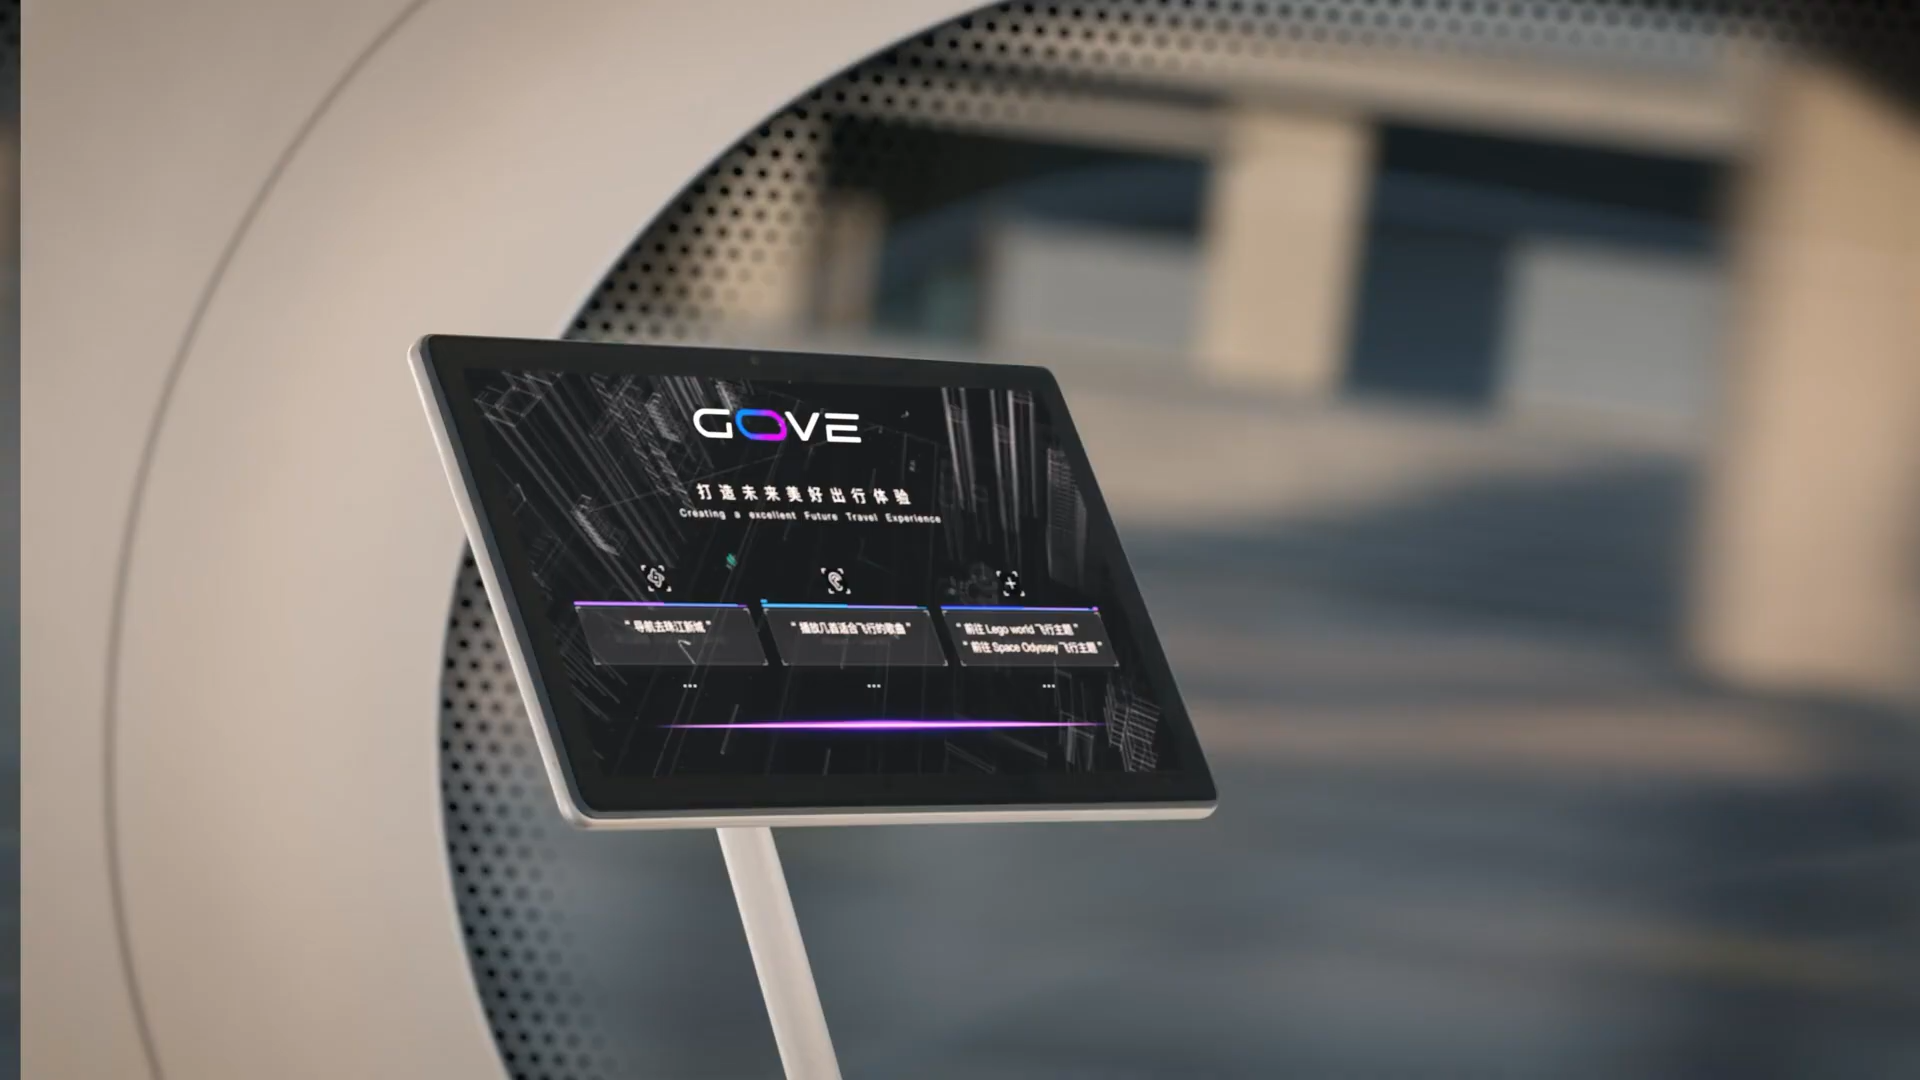 GOVE
打造未来美好出行体验
Creating a excellent Future Travel Experience
“导航去珠江新城”
“播放几首适合飞行的歌曲”
“前往 Lego world 飞行主题”
“前往 Space Odyssey 飞行主题”
...
...
...